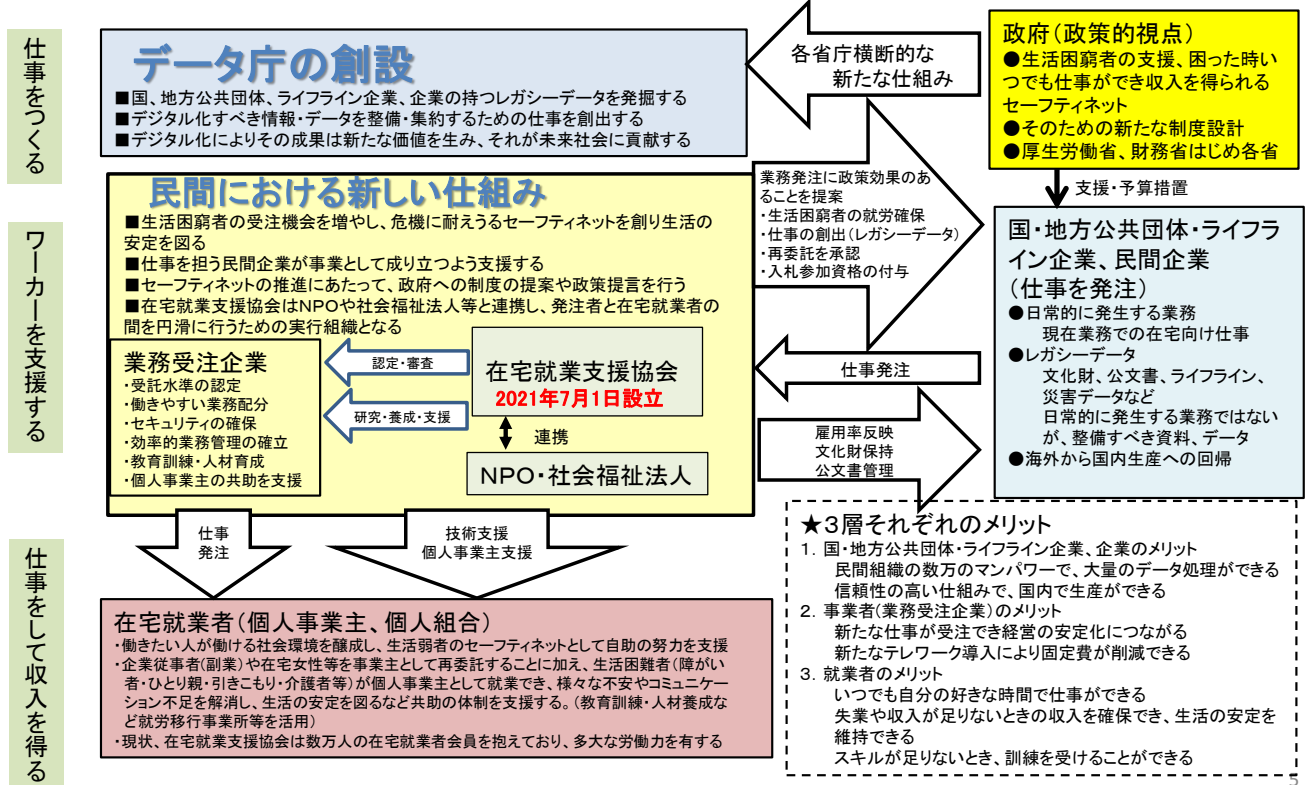 仕事をつくる
データ庁の創設
■国、地方公共団体、ライフライン企業、企業の持つレガシーデータを発掘する
■デジタル化すべき情報・データを整備・集約するための仕事を創出する
■デジタル化によりその成果は新たな価値を生み、それが未来社会に貢献する
各省庁横断的な
新たな仕組み
政府(政策的視点)
●生活困窮者の支援、困った時い
つでも仕事ができ収入を得られる
セーフティネット
●そのための新たな制度設計
●厚生労働省、財務省はじめ各省
支援・予算措置
ワーカーを支援する
民間における新しい仕組み
■生活困窮者の受注機会を増やし、危機に耐えうるセーフティネットを創り生活の
安定を図る
■仕事を担う民間企業が事業として成り立つよう支援する
■セーフティネットの推進にあたって、政府への制度の提案や政策提言を行う
■在宅就業支援協会はNPOや社会福祉法人等と連携し、発注者と在宅就業者の
間を円滑に行うための実行組織となる
業務受注企業
・受託水準の認定
・働きやすい業務配分
・セキュリティの確保
・効率的業務管理の確立
・教育訓練・人材育成
・個人事業主の共助を支援
認定・審査
研究・養成・支援
在宅就業支援協会
2021年7月1日設立
連携
NPO・社会福祉法人
業務発注に政策効果のあ
ることを提案
・生活困窮者の就労確保
・仕事の創出(レガシーデータ)
・再委託を承認
・入札参加資格の付与
仕事発注
雇用率反映
文化財保持
公文書管理
国・地方公共団体・ライフラ
イン企業、民間企業
(仕事を発注)
●日常的に発生する業務
現在業務での在宅向け仕事
●レガシーデータ
文化財、公文書、ライフライン、
災害データなど
日常的に発生する業務ではない
が、整備すべき資料、データ
●海外から国内生産への回帰
仕事
発注
技術支援
個人事業主支援
仕事をして収入を得る
在宅就業者(個人事業主、個人組合)
・働きたい人が働ける社会環境を醸成し、生活弱者のセーフティネットとして自助の努力を支援
・企業従事者(副業)や在宅女性等を事業主として再委託することに加え、生活困難者(障がい
者・ひとり親・引きこもり・介護者等)が個人事業主として就業でき、様々な不安やコミュニケー
ション不足を解消し、生活の安定を図るなど共助の体制を支援する。(教育訓練・人材養成な
ど就労移行事業所等を活用)
・現状、在宅就業支援協会は数万人の在宅就業者会員を抱えており、多大な労働力を有する
★3層それぞれのメリット
1. 国・地方公共団体・ライフライン企業、企業のメリット
民間組織の数万のマンパワーで、大量のデータ処理ができる
信頼性の高い仕組みで、国内で生産ができる
2. 事業者(業務受注企業)のメリット
新たな仕事が受注でき経営の安定化につながる
新たなテレワーク導入により固定費が削減できる
3. 就業者のメリット
いつでも自分の好きな時間で仕事ができる
失業や収入が足りないときの収入を確保でき、生活の安定を
維持できる
スキルが足りないとき、訓練を受けることができる
5